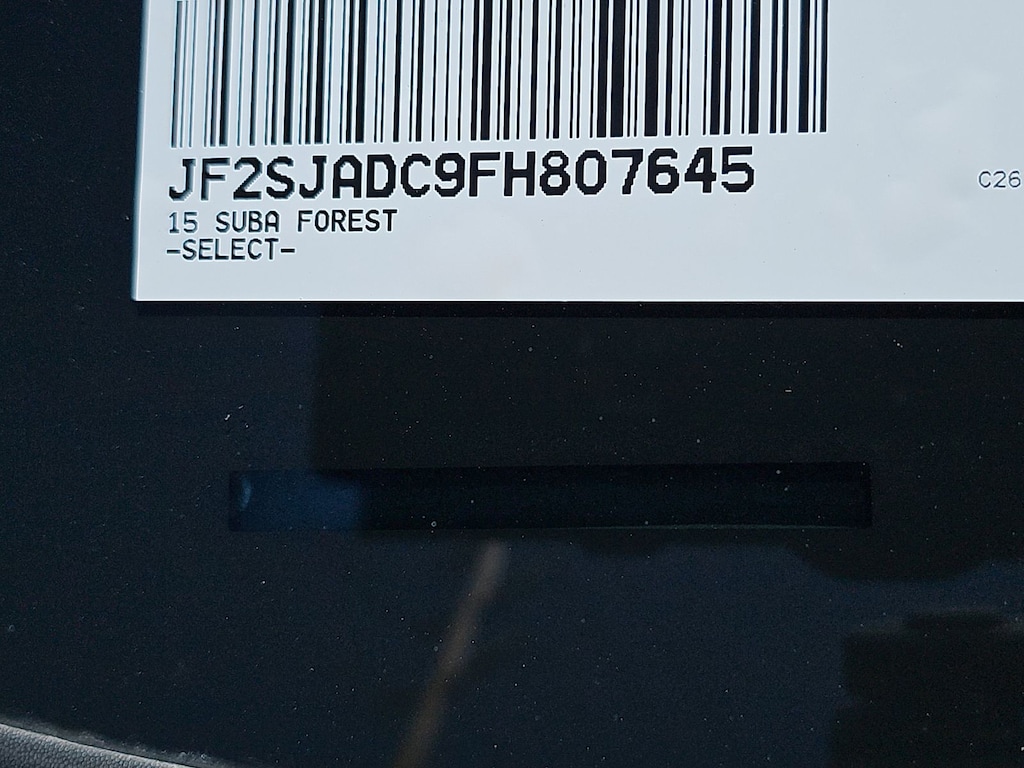 JF2SJADC9FH807645
C26
15 SUBA FOREST
-SELECT-